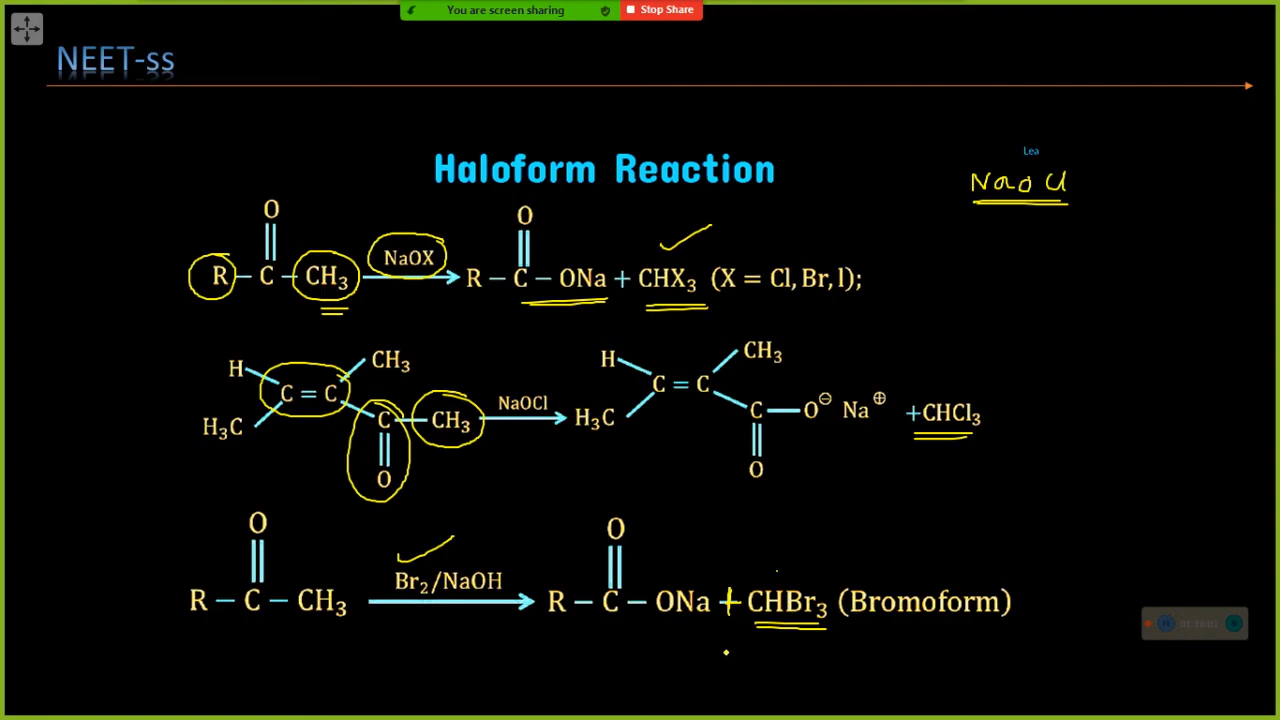 You are screen sharing Stop Share
NEET-ss
Haloform Reaction
Lea
NaOCl
O
R − C − CH₃ NaOX
O
R − C − ONa + CHX₃ (X = Cl, Br, I);
H CH₃
C = C
H₃C C − CH₃
O
NaOCl
H CH₃
C = C
H₃C C − O⊖ Na⊕ +CHCl₃
O
O
R − C − CH₃ Br₂/NaOH
O
R − C − ONa + CHBr₃ (Bromoform)